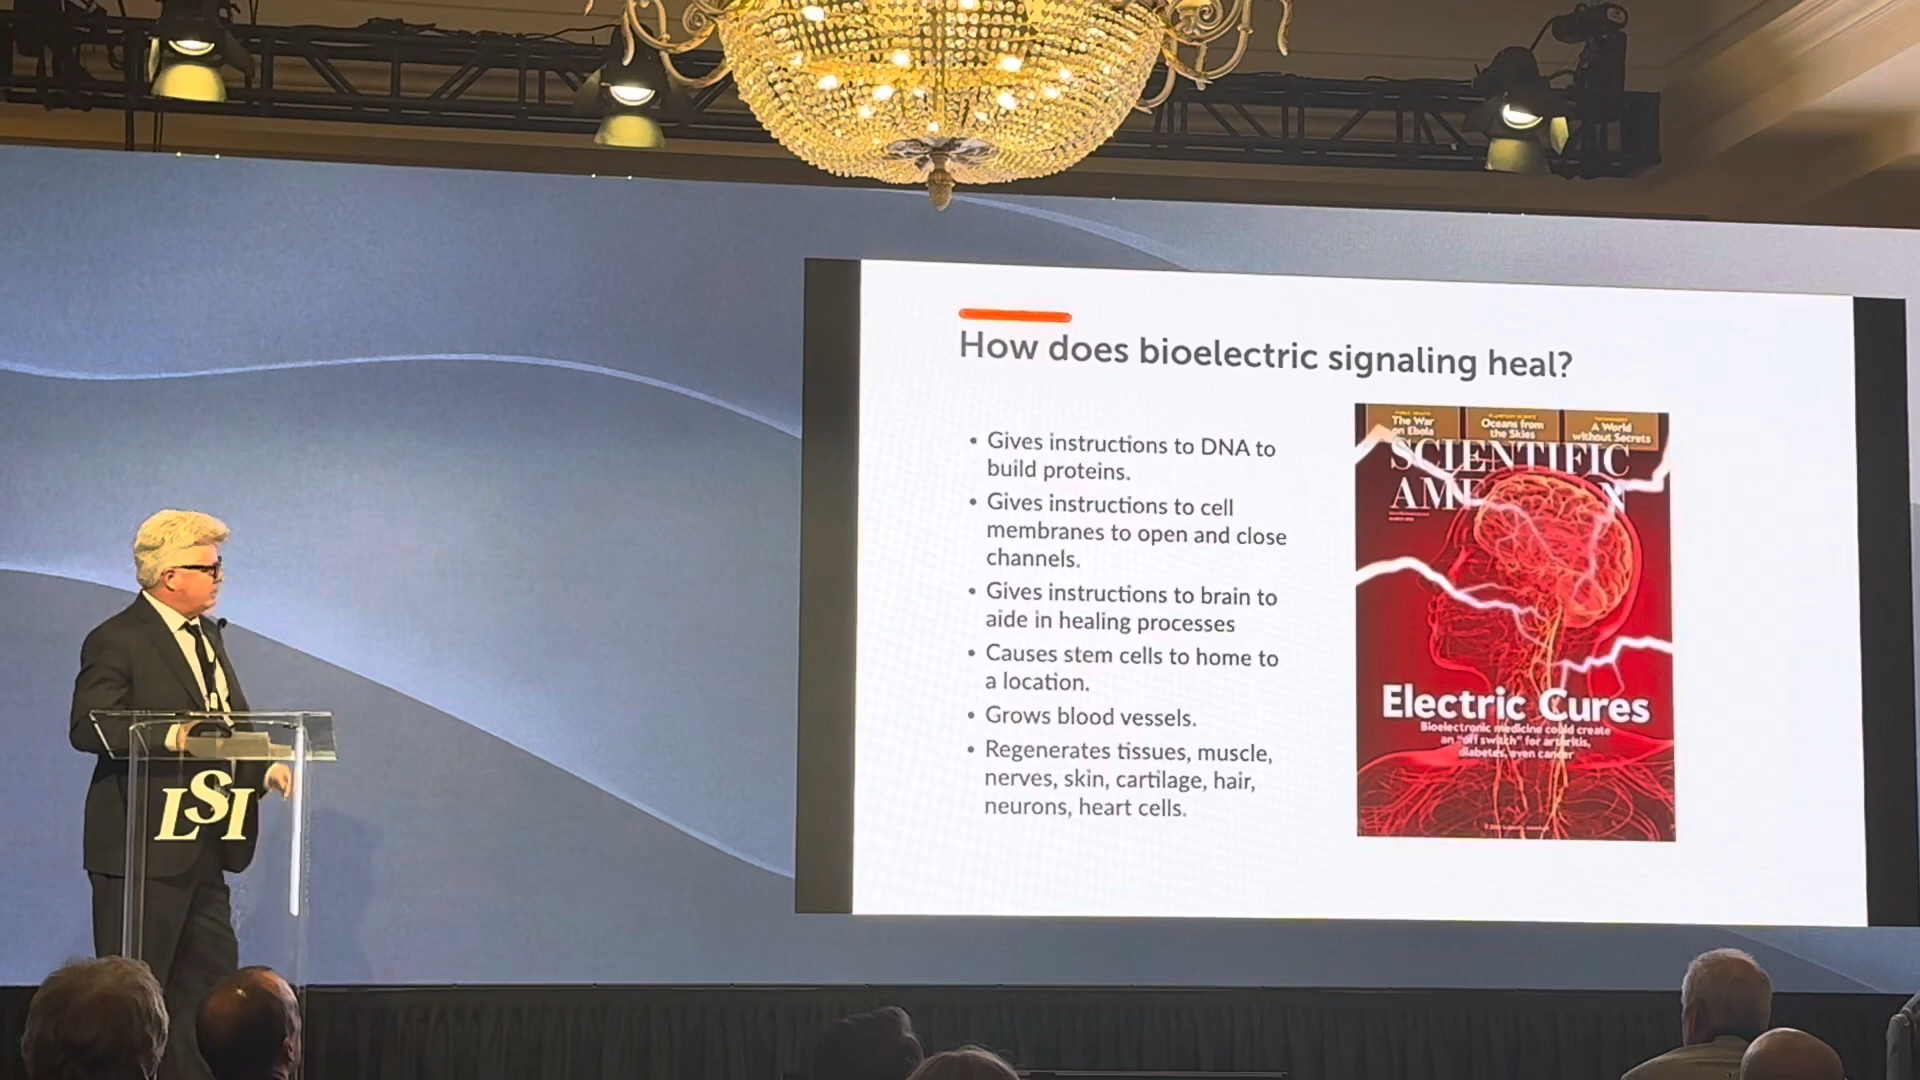 How does bioelectric signaling heal?
• Gives instructions to DNA to
build proteins.
• Gives instructions to cell
membranes to open and close
channels.
• Gives instructions to brain to
aide in healing processes
• Causes stem cells to home to
a location.
• Grows blood vessels.
• Regenerates tissues, muscle,
nerves, skin, cartilage, hair,
neurons, heart cells.
The War
on Ebola
Oceans from
the Skies
A World
without Secrets
SCIENTIFIC
AM N
Electric Cures
Bioelectronic medicine could create
an "off switch" for arthritis,
diabetes, even cancer
LSI